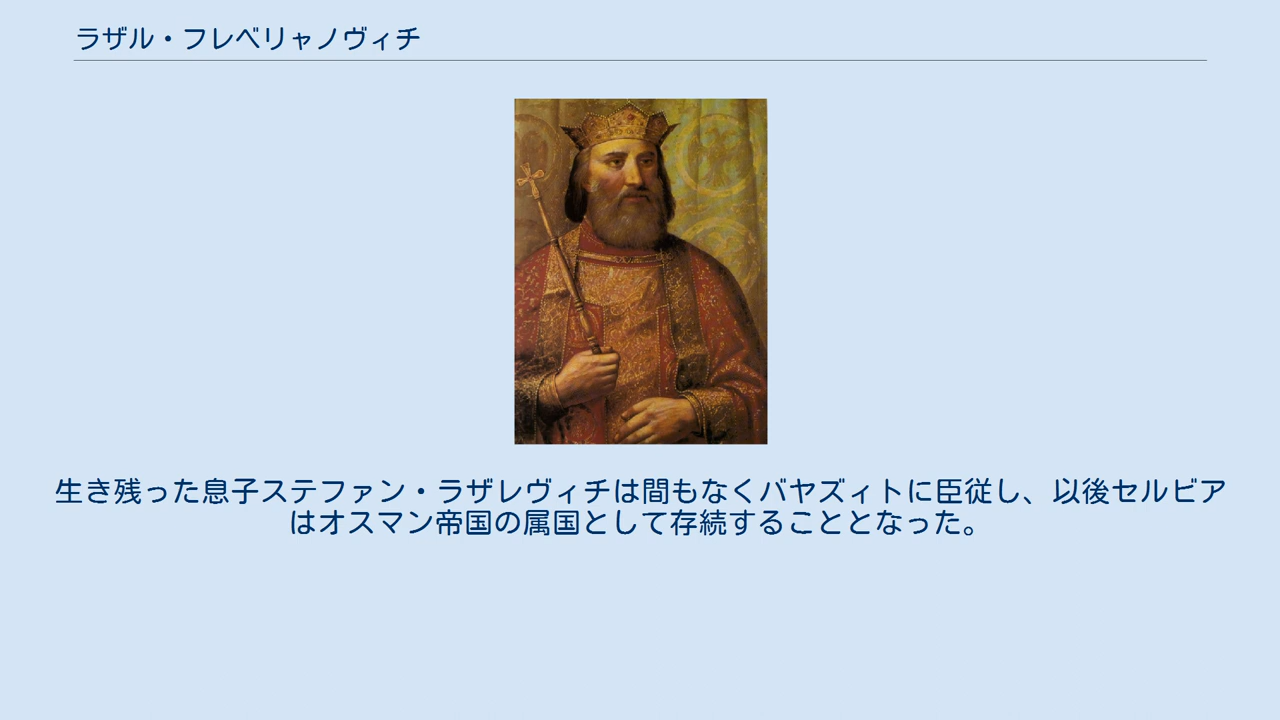 ラザル・フレベリャノヴィチ
生き残った息子ステファン・ラザレヴィチは間もなくバヤズィトに臣従し、以後セルビア
はオスマン帝国の属国として存続することとなった。